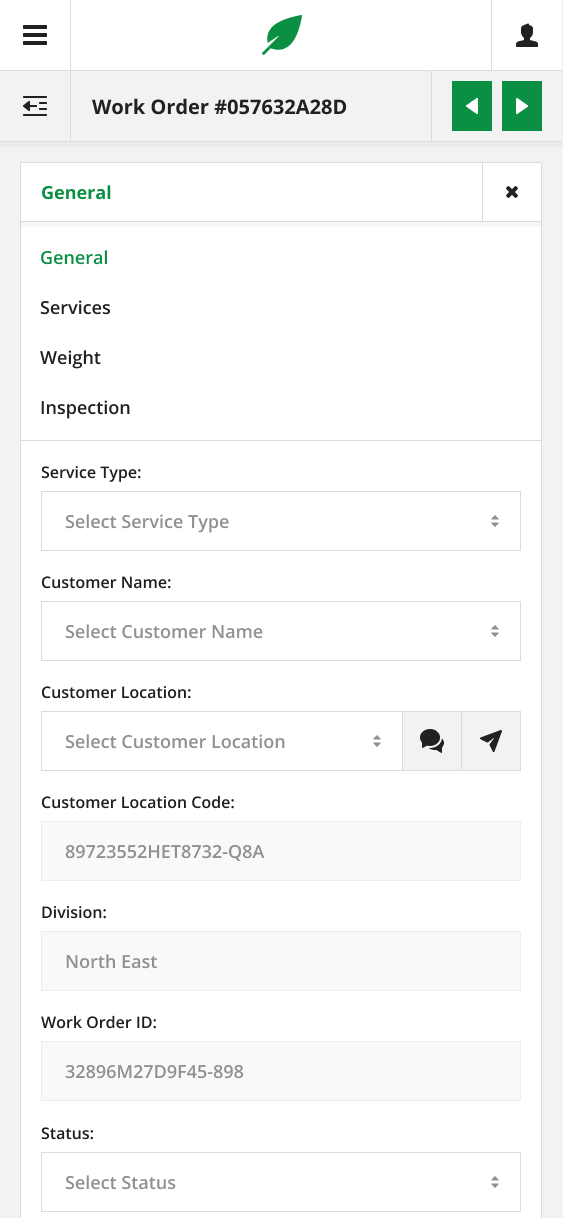 Work Order #057632A28D
General
General
Services
Weight
Inspection
Service Type:
Select Service Type
Customer Name:
Select Customer Name
Customer Location:
Select Customer Location
Customer Location Code:
89723552HET8732-Q8A
Division:
North East
Work Order ID:
32896M27D9F45-898
Status:
Select Status